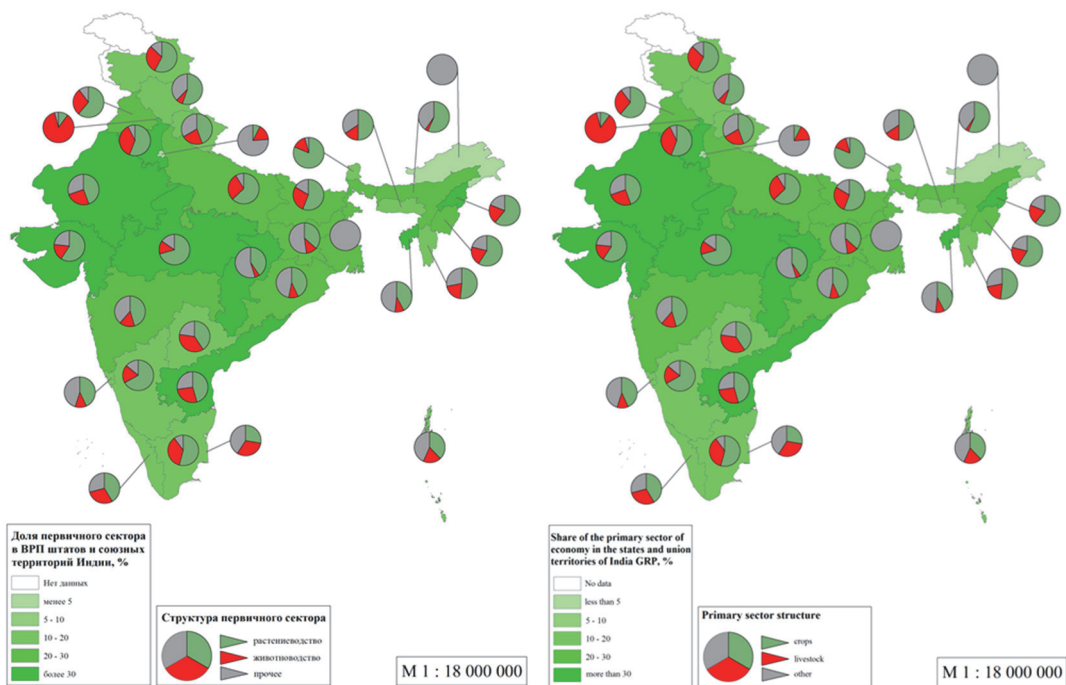 Доля первичного сектора
в ВРП штатов и союзных
территорий Индии, %
Нет данных
менее 5
5 - 10
10 - 20
20 - 30
более 30
Структура первичного сектора
растениеводство
животноводство
прочее
М 1 : 18 000 000
Share of the primary sector of
economy in the states and union
territories of India GRP, %
No data
less than 5
5 - 10
10 - 20
20 - 30
more than 30
Primary sector structure
crops
livestock
other
М 1 : 18 000 000